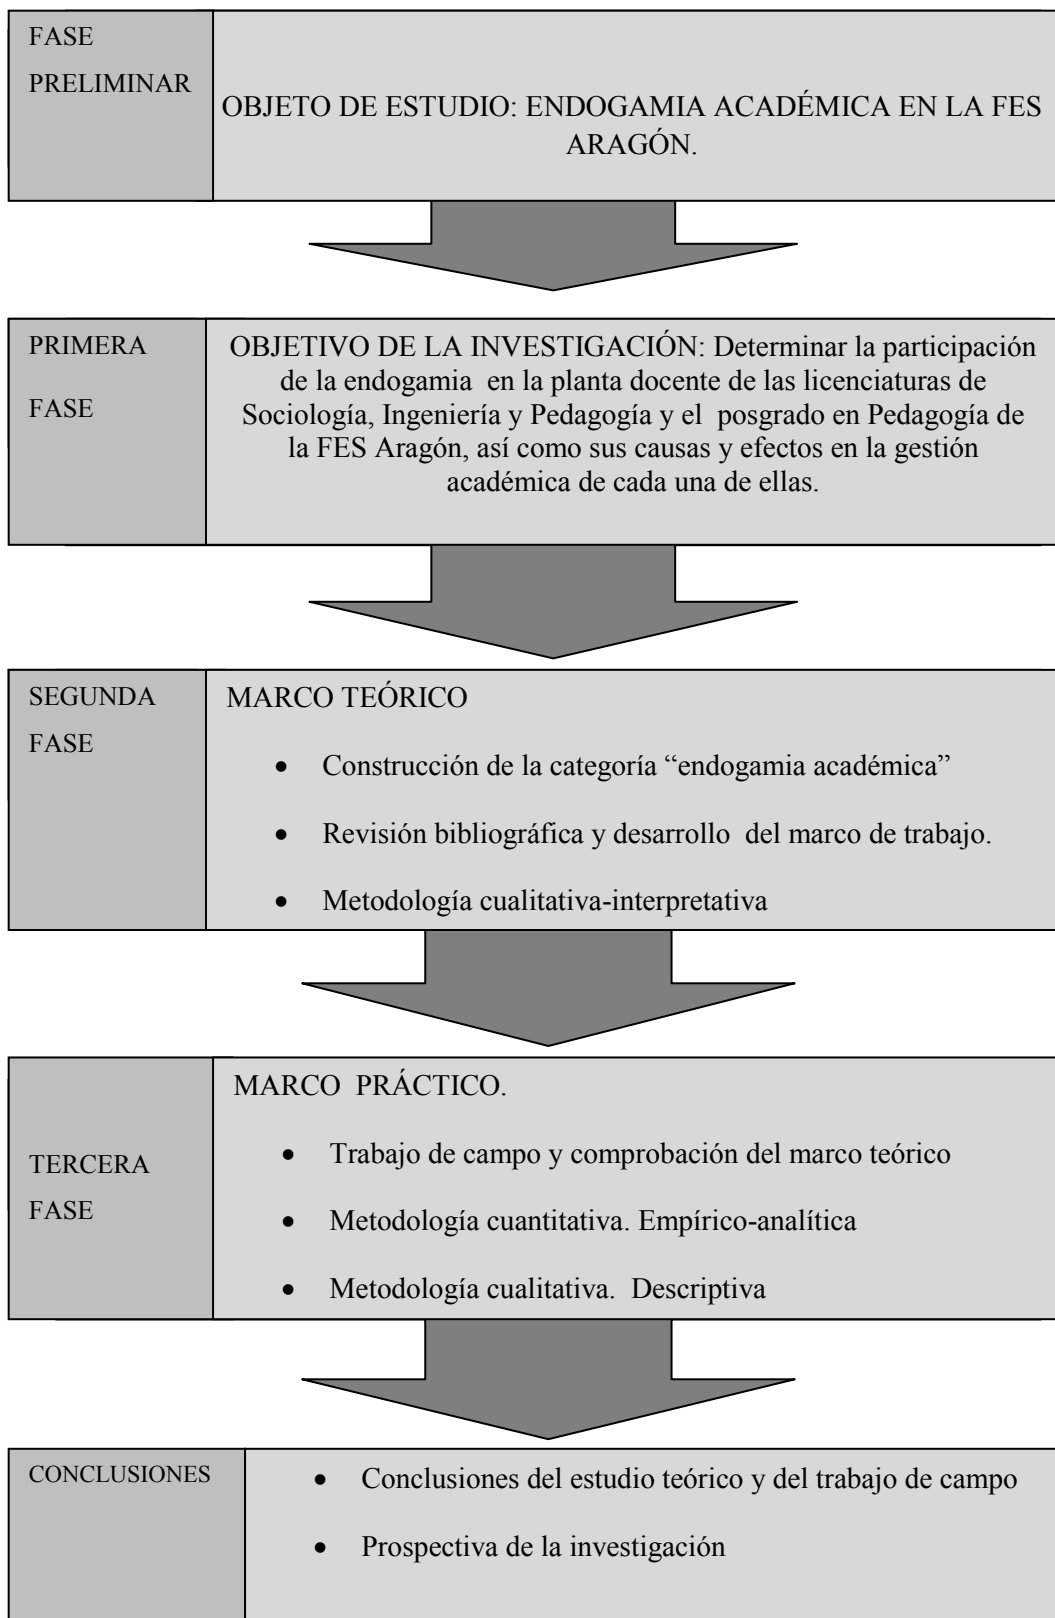 FASE
PRELIMINAR
OBJETO DE ESTUDIO: ENDOGAMIA ACADÉMICA EN LA FES
ARAGÓN.
PRIMERA
FASE
OBJETIVO DE LA INVESTIGACIÓN: Determinar la participación
de la endogamia en la planta docente de las licenciaturas de
Sociología, Ingeniería y Pedagogía y el posgrado en Pedagogía de
la FES Aragón, así como sus causas y efectos en la gestión
académica de cada una de ellas.
SEGUNDA
FASE
MARCO TEÓRICO
• Construcción de la categoría “endogamia académica”
• Revisión bibliográfica y desarrollo del marco de trabajo.
• Metodología cualitativa-interpretativa
TERCERA
FASE
MARCO PRÁCTICO.
• Trabajo de campo y comprobación del marco teórico
• Metodología cuantitativa. Empírico-analítica
• Metodología cualitativa. Descriptiva
CONCLUSIONES
• Conclusiones del estudio teórico y del trabajo de campo
• Prospectiva de la investigación